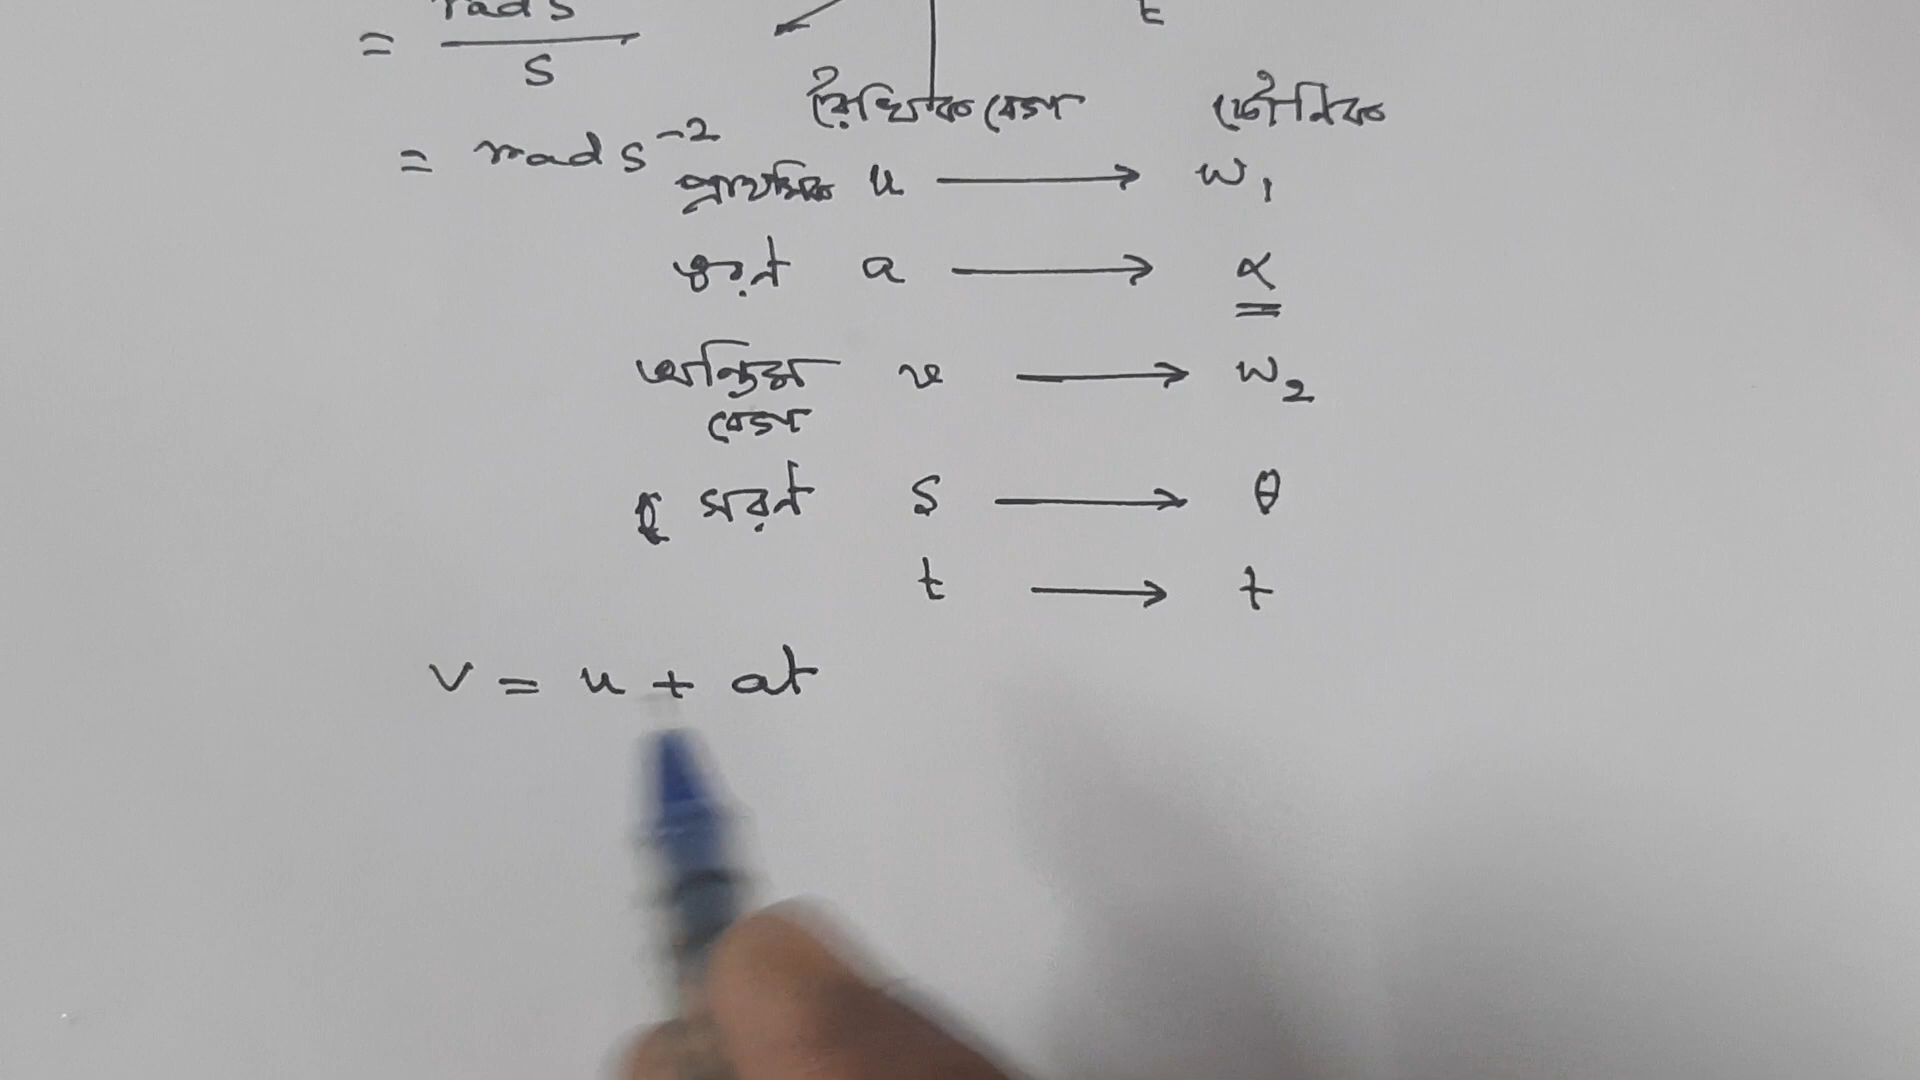 = rad s
s
t
= rad s⁻²
রৈখিক বেগ কৌনিক
প্রাথমিক u → ω₁
ত্বরণ a → α
অন্তিম v → ω₂
বেগ
সরণ s → θ
t → t
v = u + at